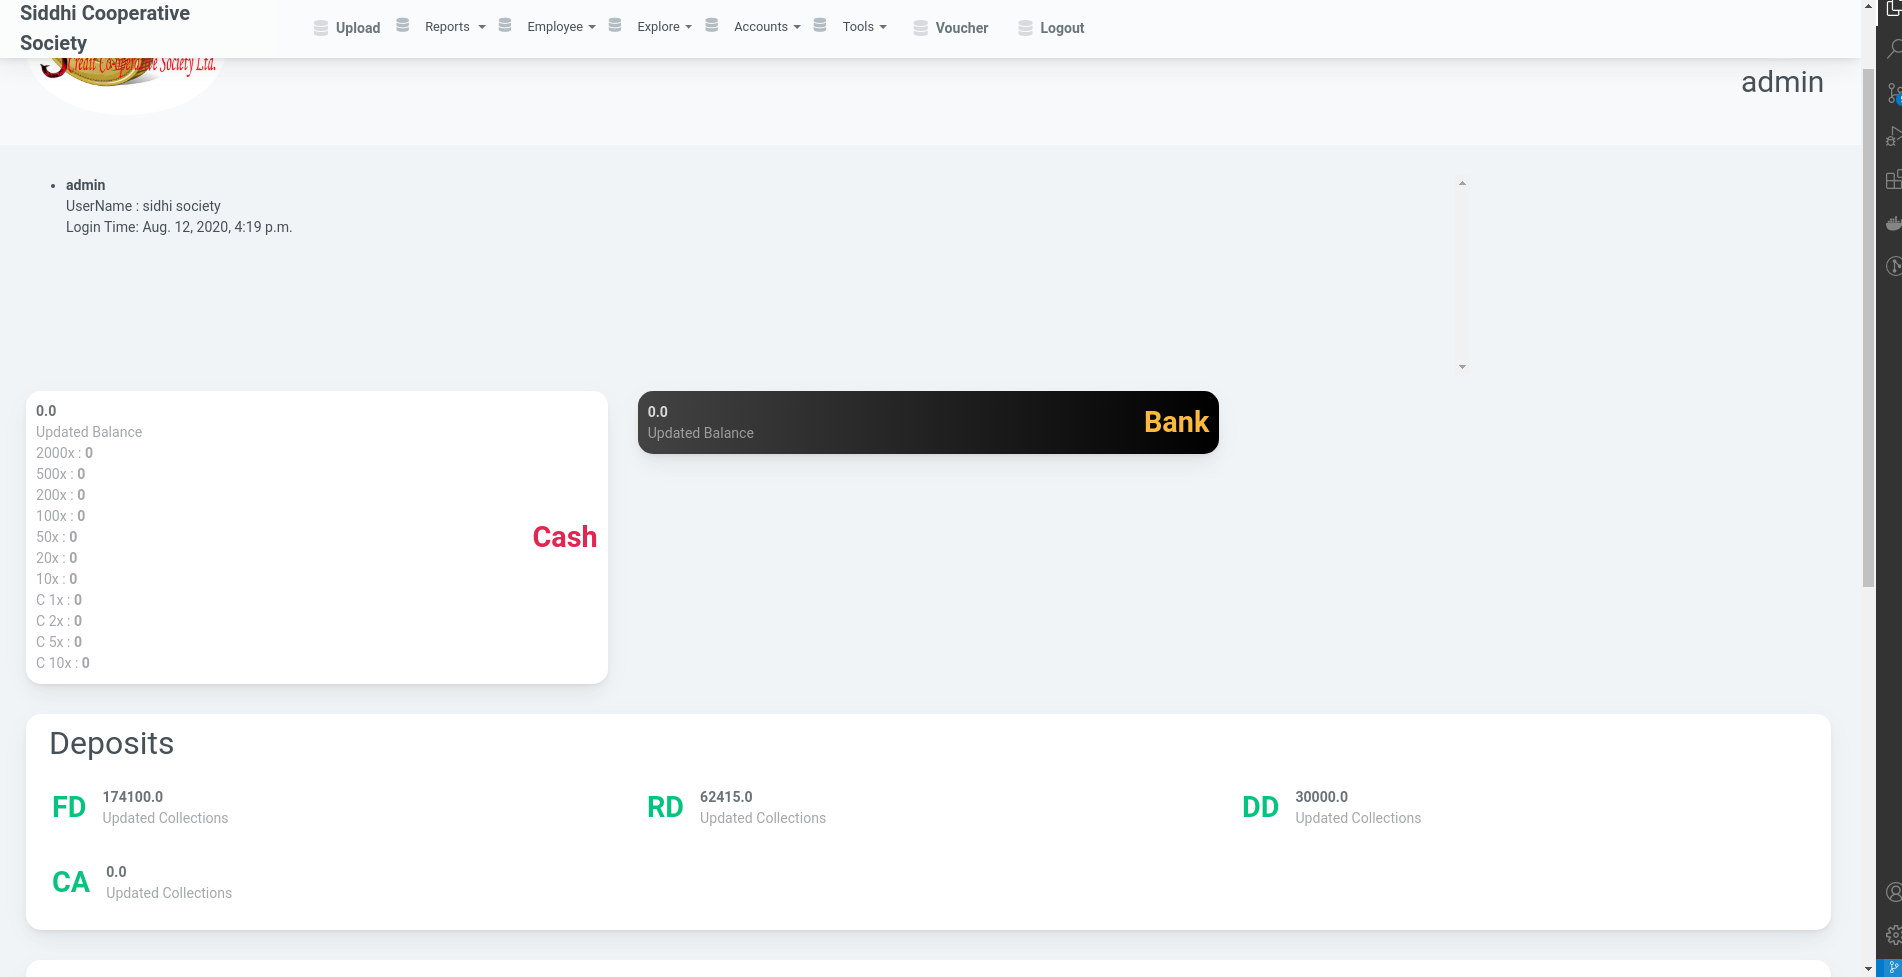 Siddhi Cooperative
Society
Upload
Reports
Employee
Explore
Accounts
Tools
Voucher
Logout
Credit Co-operative Society Ltd.
admin
admin
UserName : sidhi society
Login Time: Aug. 12, 2020, 4:19 p.m.
0.0
Updated Balance
2000x : 0
500x : 0
200x : 0
100x : 0
50x : 0
20x : 0
10x : 0
C 1x : 0
C 2x : 0
C 5x : 0
C 10x : 0
Cash
0.0
Updated Balance
Bank
Deposits
FD
174100.0
Updated Collections
RD
62415.0
Updated Collections
DD
30000.0
Updated Collections
CA
0.0
Updated Collections